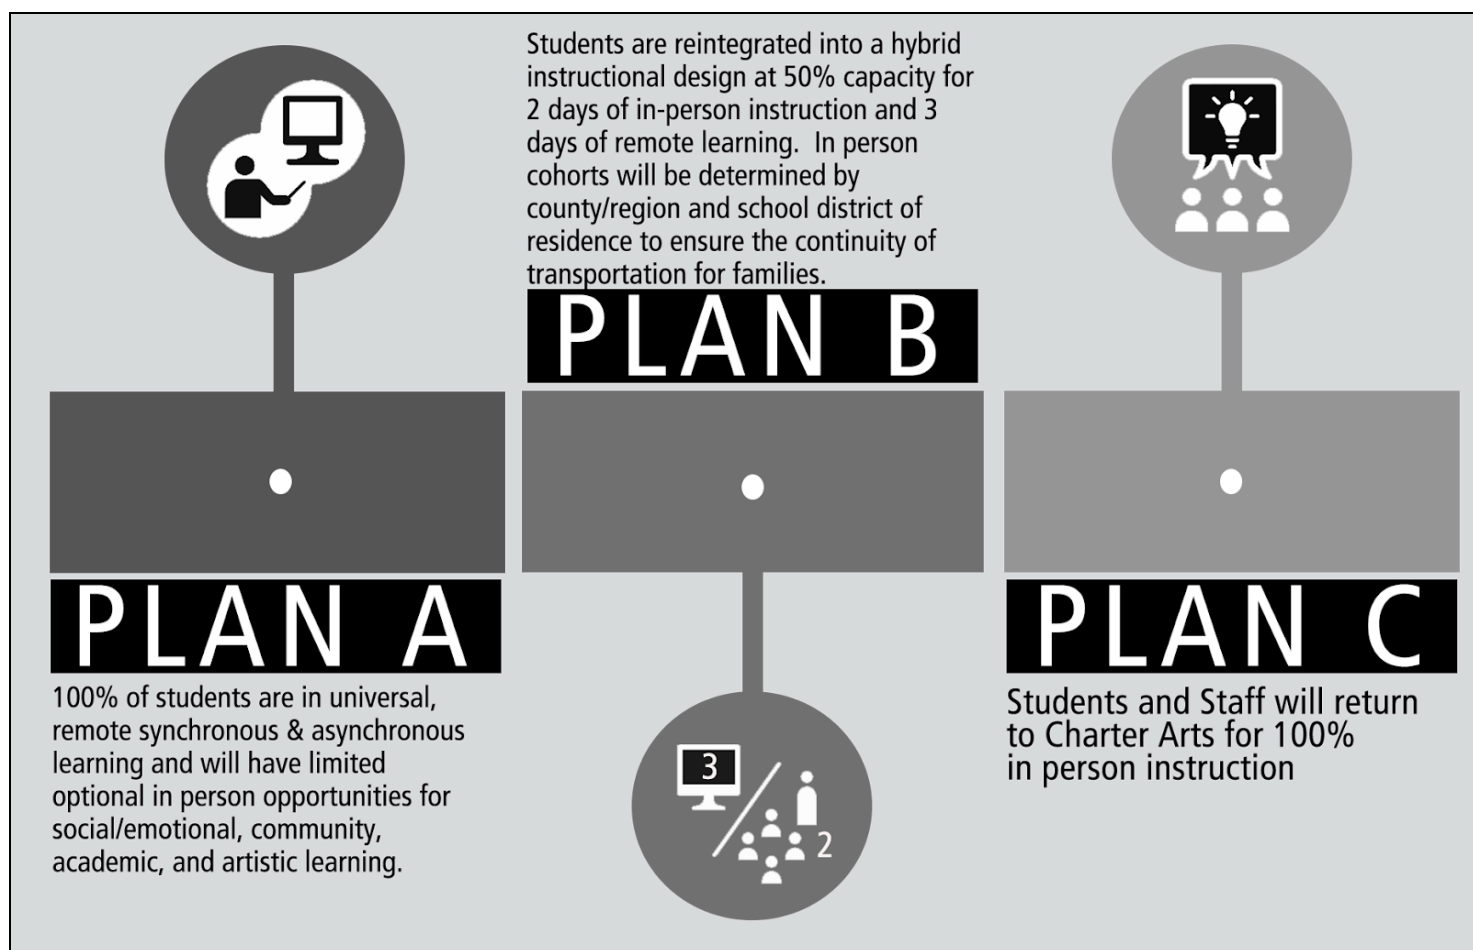 PLAN A
100% of students are in universal,
remote synchronous & asynchronous
learning and will have limited
optional in person opportunities for
social/emotional, community,
academic, and artistic learning.
Students are reintegrated into a hybrid
instructional design at 50% capacity for
2 days of in-person instruction and 3
days of remote learning.  In person
cohorts will be determined by
county/region and school district of
residence to ensure the continuity of
transportation for families.
PLAN B
3
2
PLAN C
Students and Staff will return
to Charter Arts for 100%
in person instruction